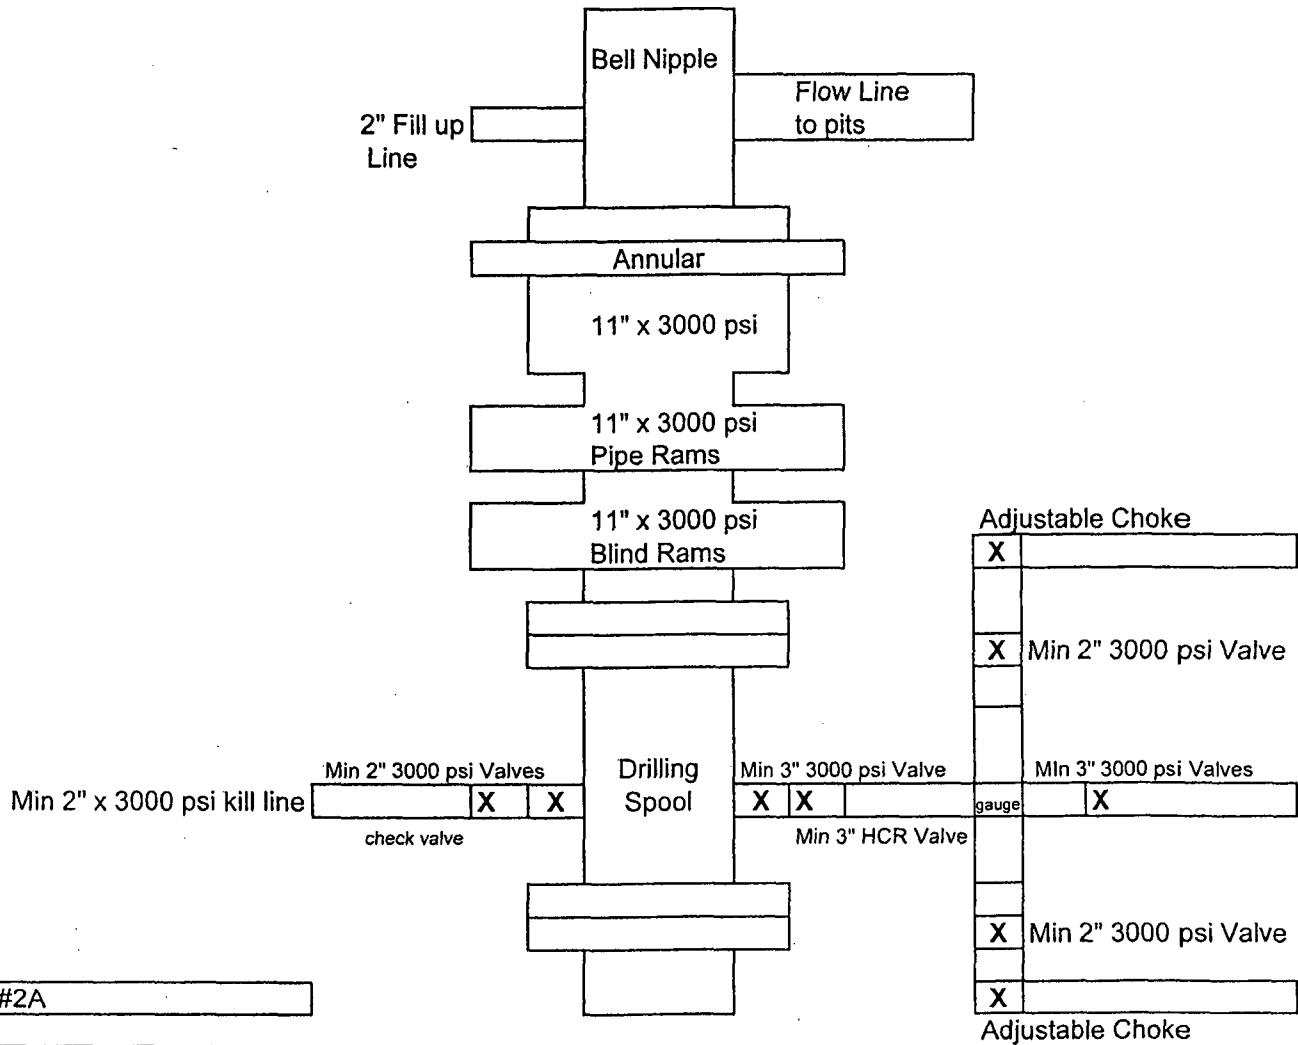 Bell Nipple
Flow Line
to pits
2" Fill up
Line
Annular
11" x 3000 psi
11" x 3000 psi
Pipe Rams
11" x 3000 psi
Blind Rams
Adjustable Choke
X
X Min 2" 3000 psi Valve
Min 2" 3000 psi Valves
Drilling
Spool
Min 3" 3000 psi Valve
MIn 3" 3000 psi Valves
Min 2" x 3000 psi kill line
X X
X X
gauge
X
check valve
Min 3" HCR Valve
X Min 2" 3000 psi Valve
#2A
X
Adjustable Choke